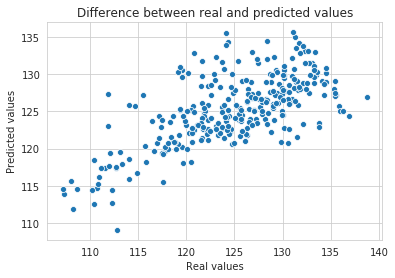 Difference between real and predicted values
135
130
125
120
115
110
Predicted values
110 115 120 125 130 135 140
Real values